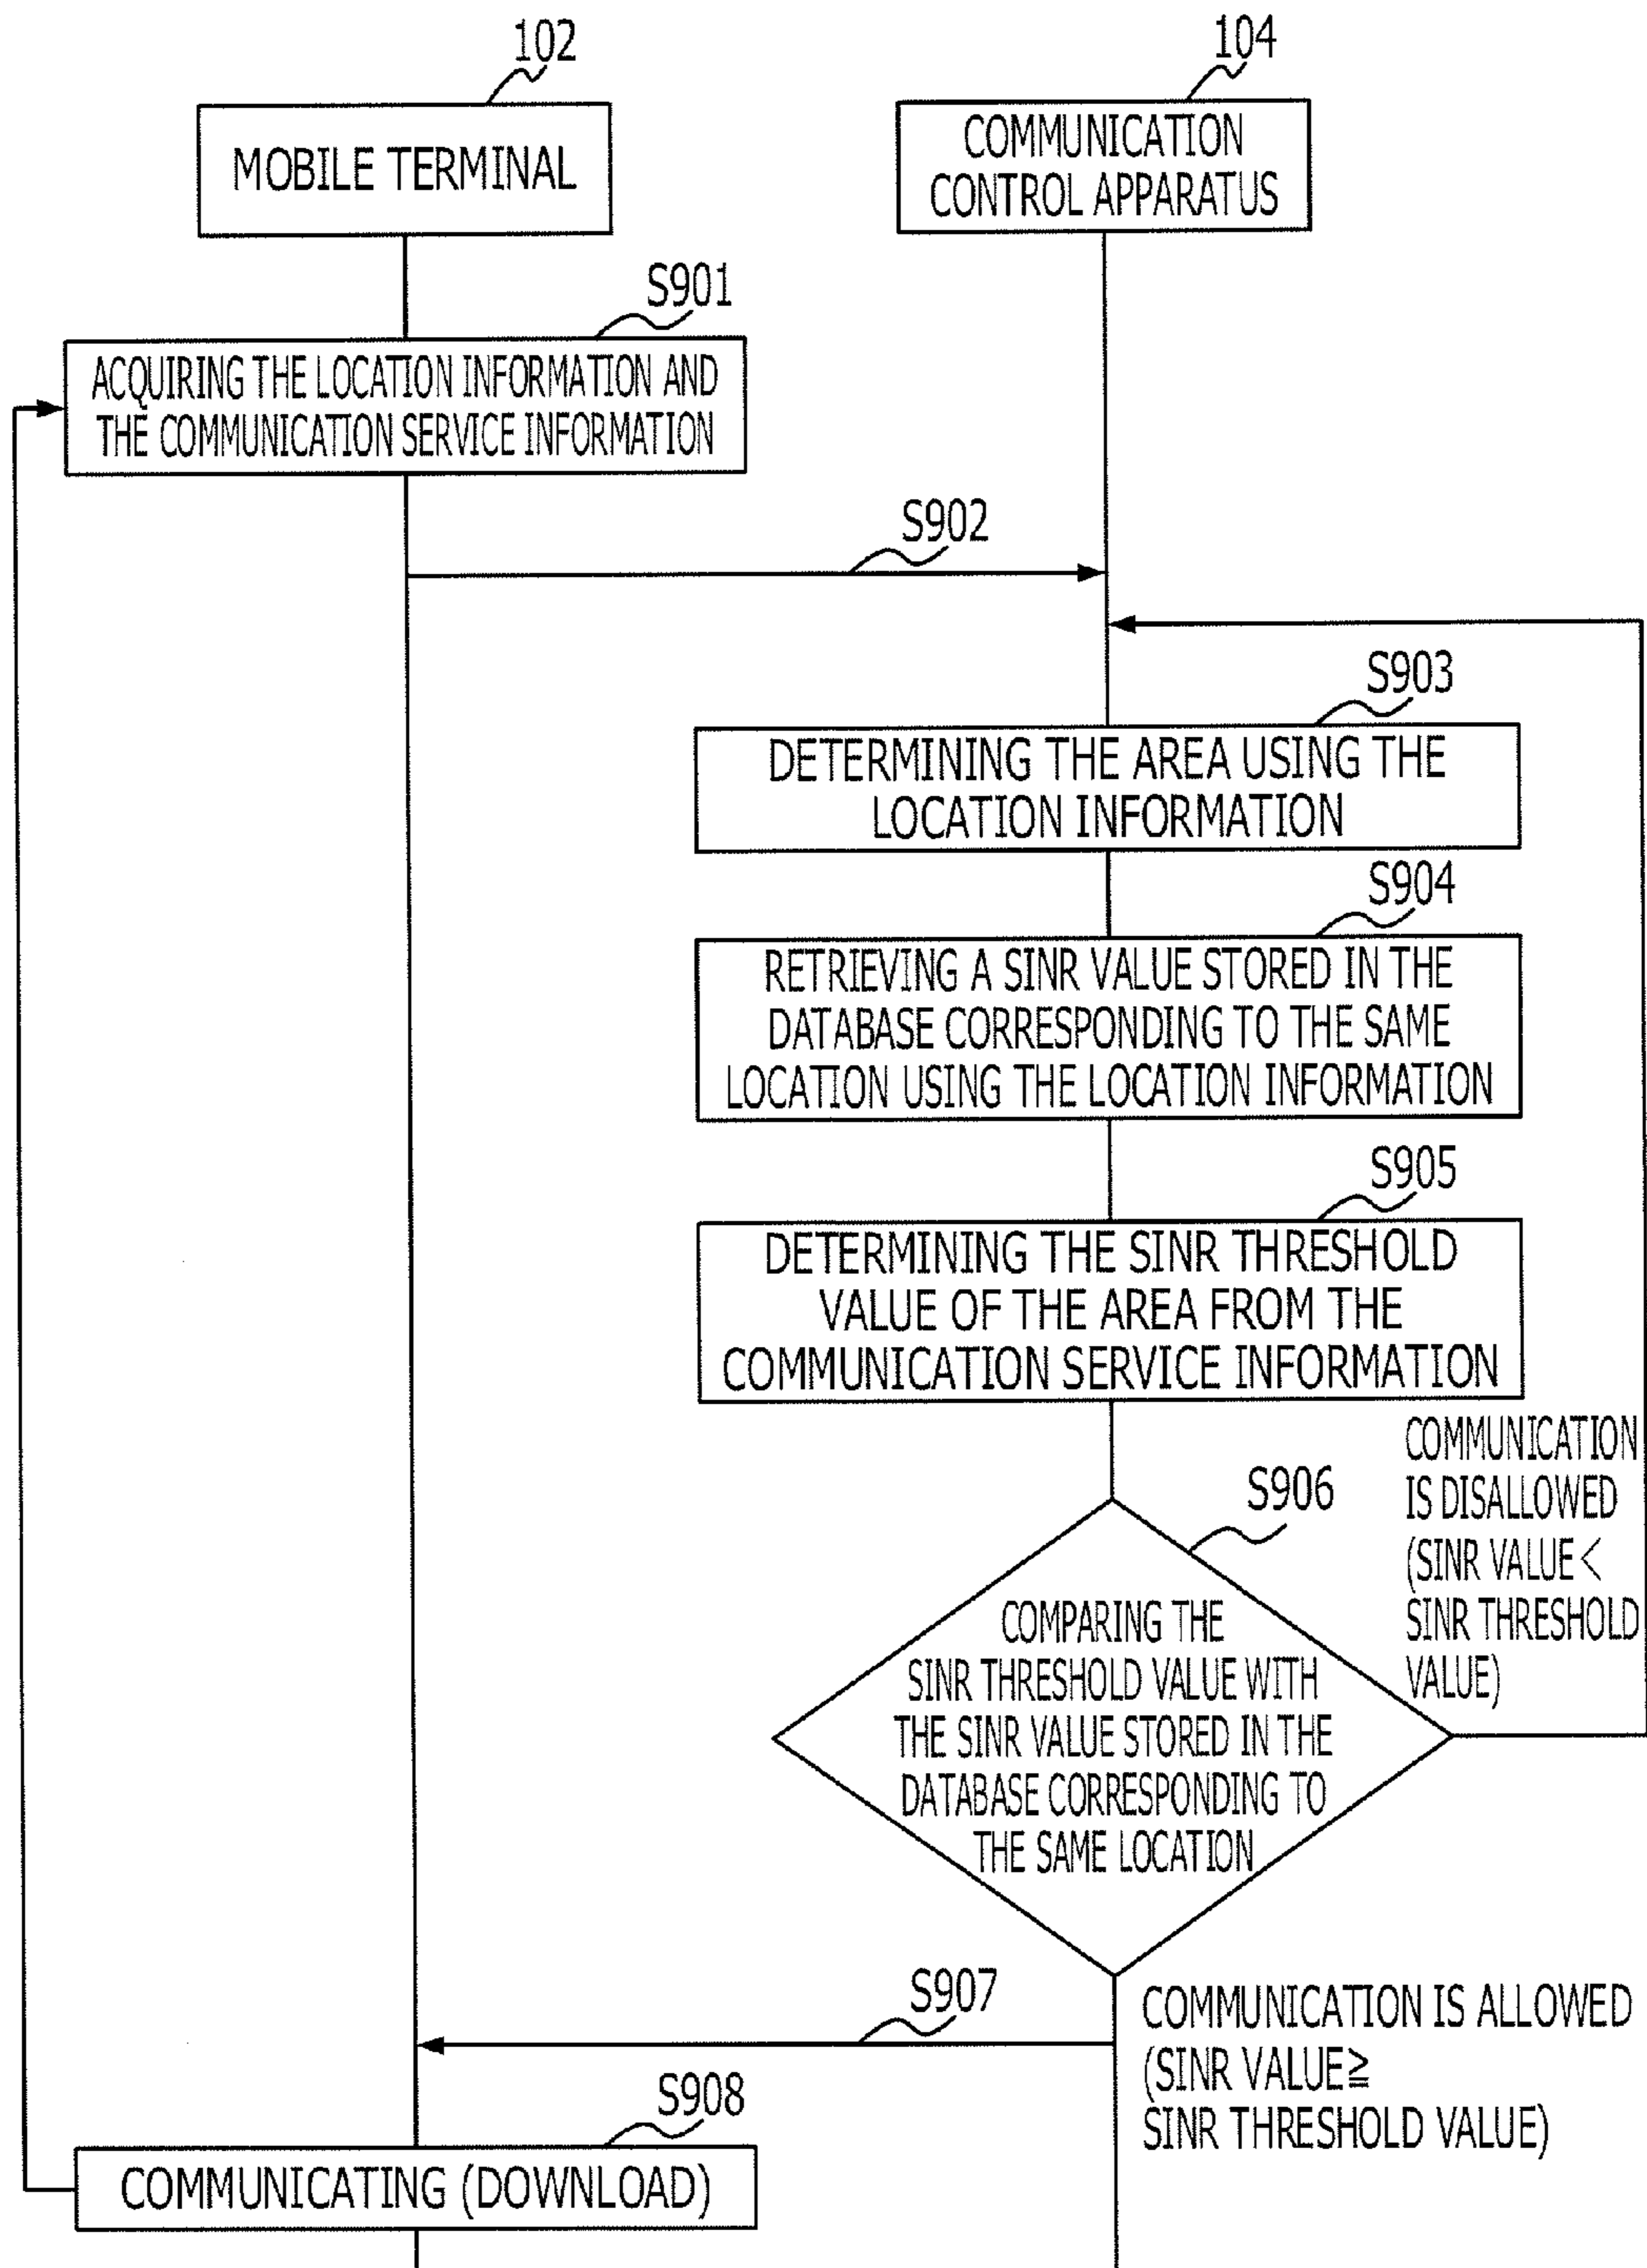 102
104
MOBILE TERMINAL
COMMUNICATION
CONTROL APPARATUS
S901
ACQUIRING THE LOCATION INFORMATION AND
THE COMMUNICATION SERVICE INFORMATION
S902
S903
DETERMINING THE AREA USING THE
LOCATION INFORMATION
S904
RETRIEVING A SINR VALUE STORED IN THE
DATABASE CORRESPONDING TO THE SAME
LOCATION USING THE LOCATION INFORMATION
S905
DETERMINING THE SINR THRESHOLD
VALUE OF THE AREA FROM THE
COMMUNICATION SERVICE INFORMATION
COMMUNICATION
IS DISALLOWED
(SINR VALUE<
SINR THRESHOLD
VALUE)
S906
COMPARING THE
SINR THRESHOLD VALUE WITH
THE SINR VALUE STORED IN THE
DATABASE CORRESPONDING TO
THE SAME LOCATION
S907
COMMUNICATION IS ALLOWED
(SINR VALUE≧
SINR THRESHOLD VALUE)
S908
COMMUNICATING (DOWNLOAD)